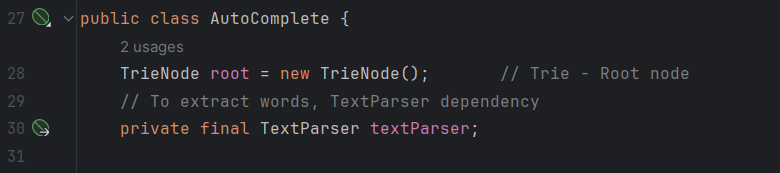 27 public class AutoComplete {
2 usages
28 TrieNode root = new TrieNode(); // Trie - Root node
29 // To extract words, TextParser dependency
30 private final TextParser textParser;
31